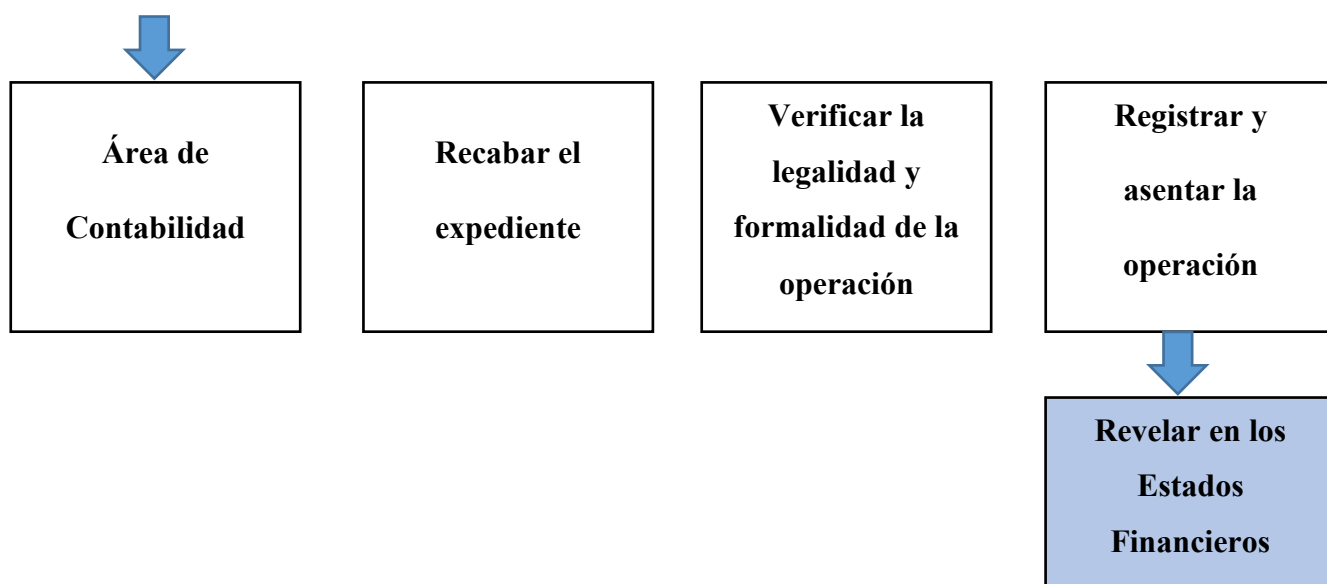 Área de
Contabilidad
Recabar el
expediente
Verificar la
legalidad y
formalidad de la
operación
Registrar y
asentar la
operación
Revelar en los
Estados
Financieros